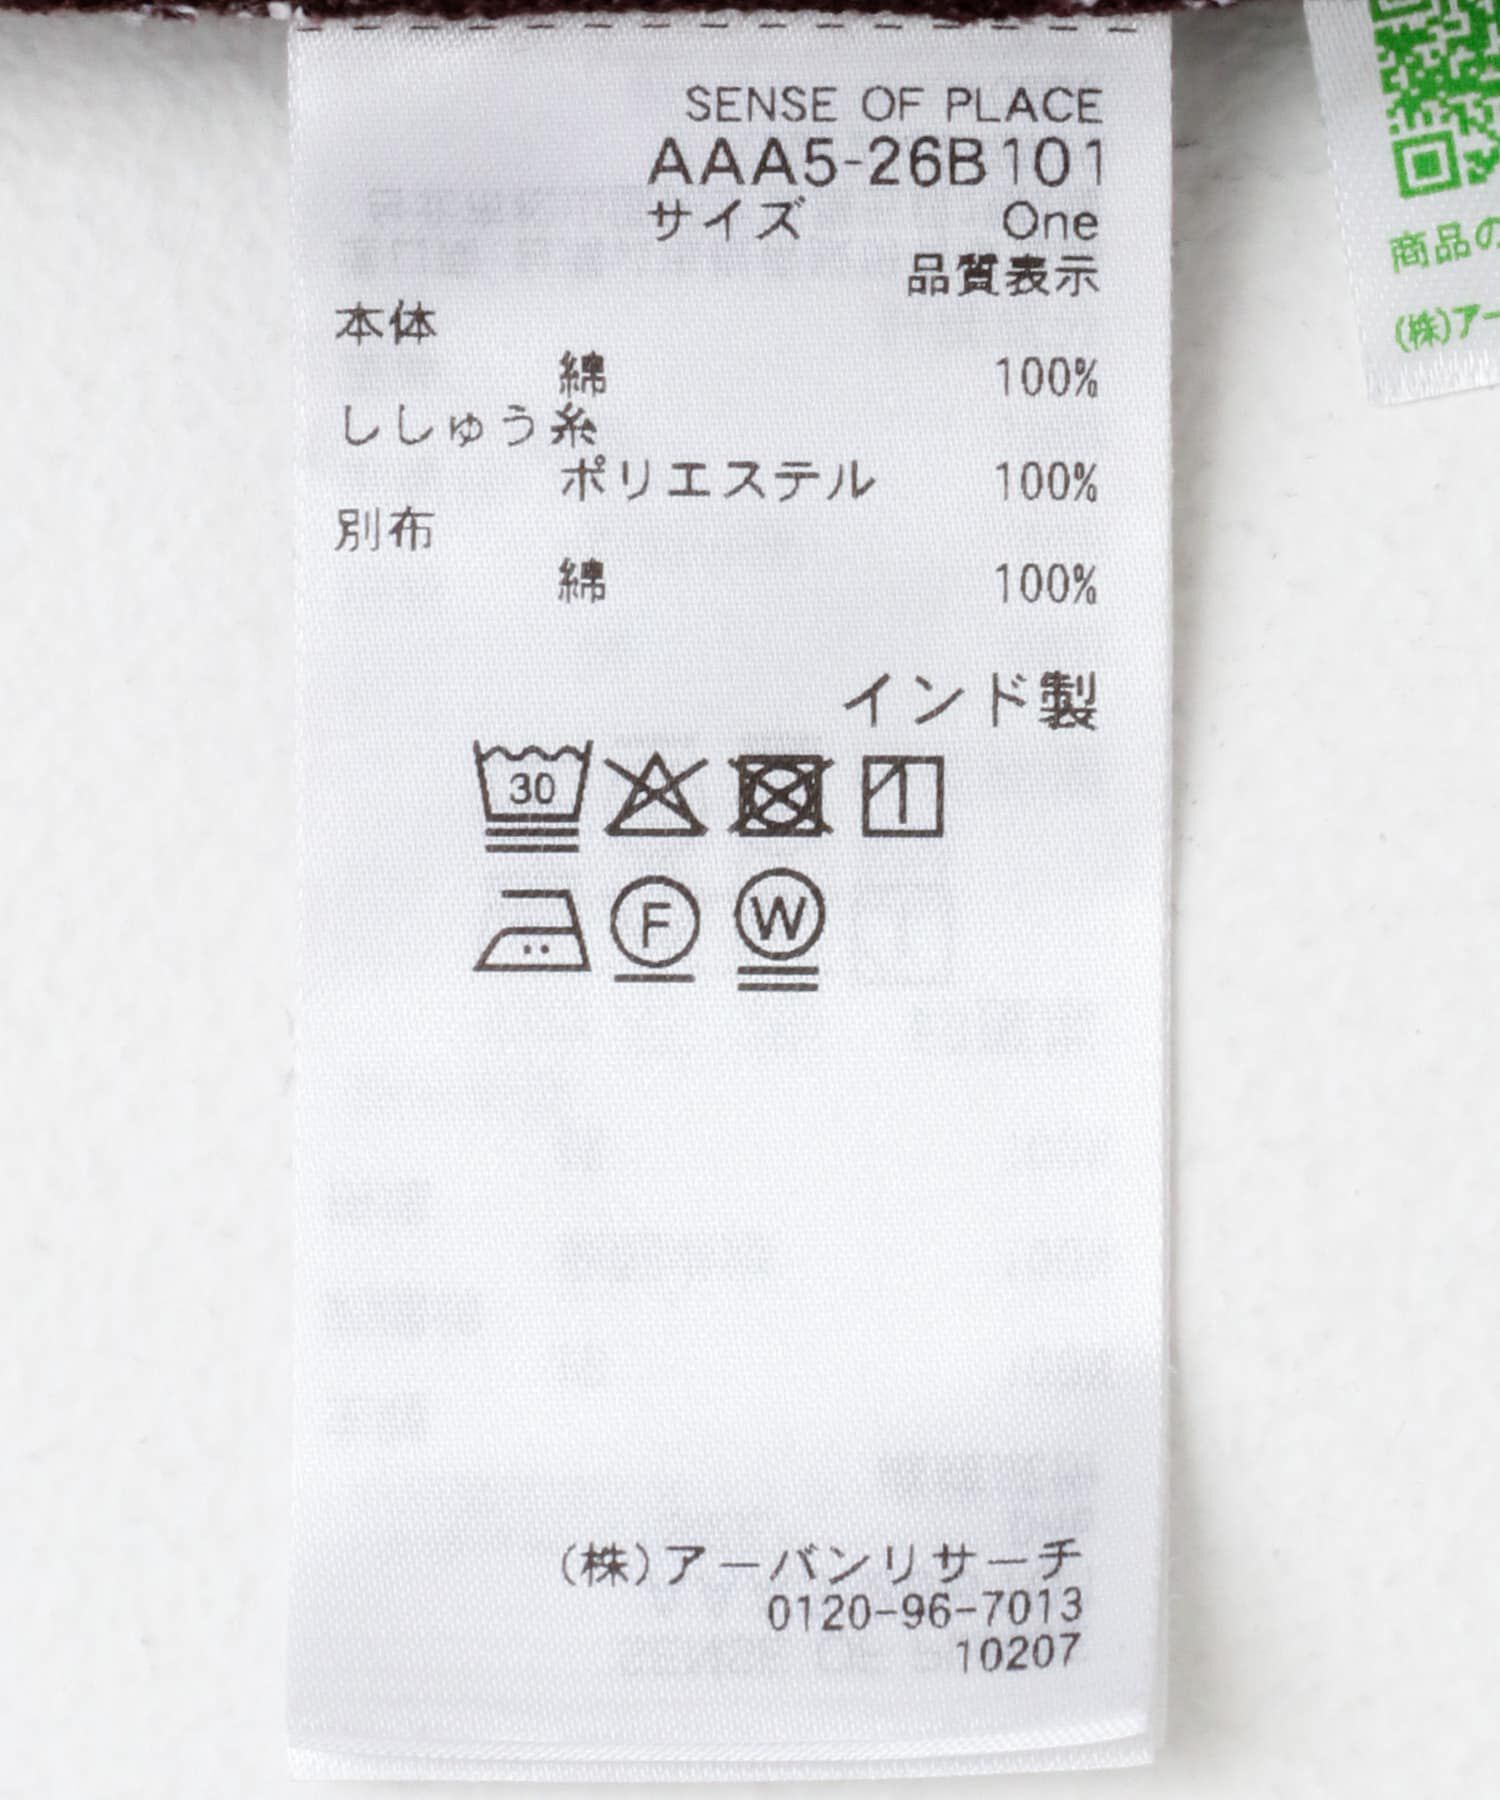 SENSE OF PLACE
AAA5-26B101
サイズ One
品質表示
本体
綿 100%
ししゅう糸
ポリエステル 100%
別布
綿 100%
インド製
30
F W
(株)アーバンリサーチ
0120-96-7013
10207
商品の
(株)アー